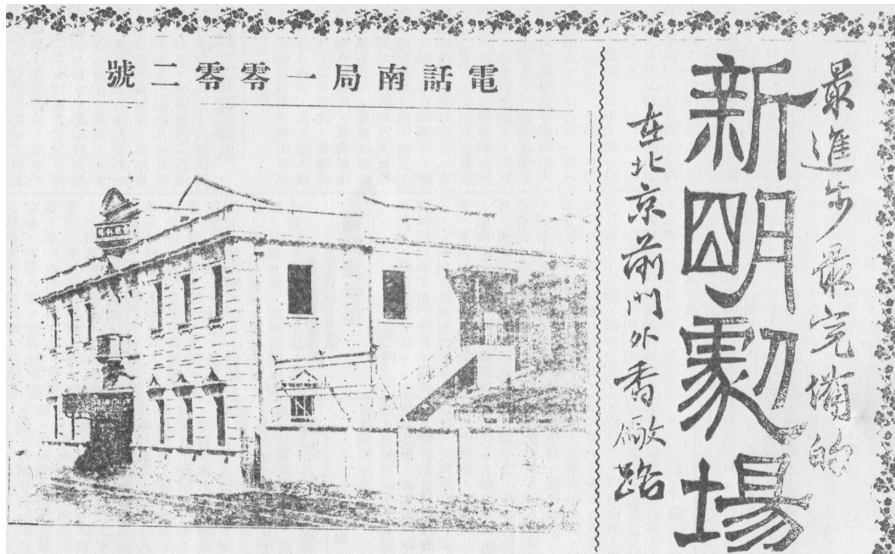 最進步最完備的
新明劇場
在北京前門外香廠路
電話南局一零零二號